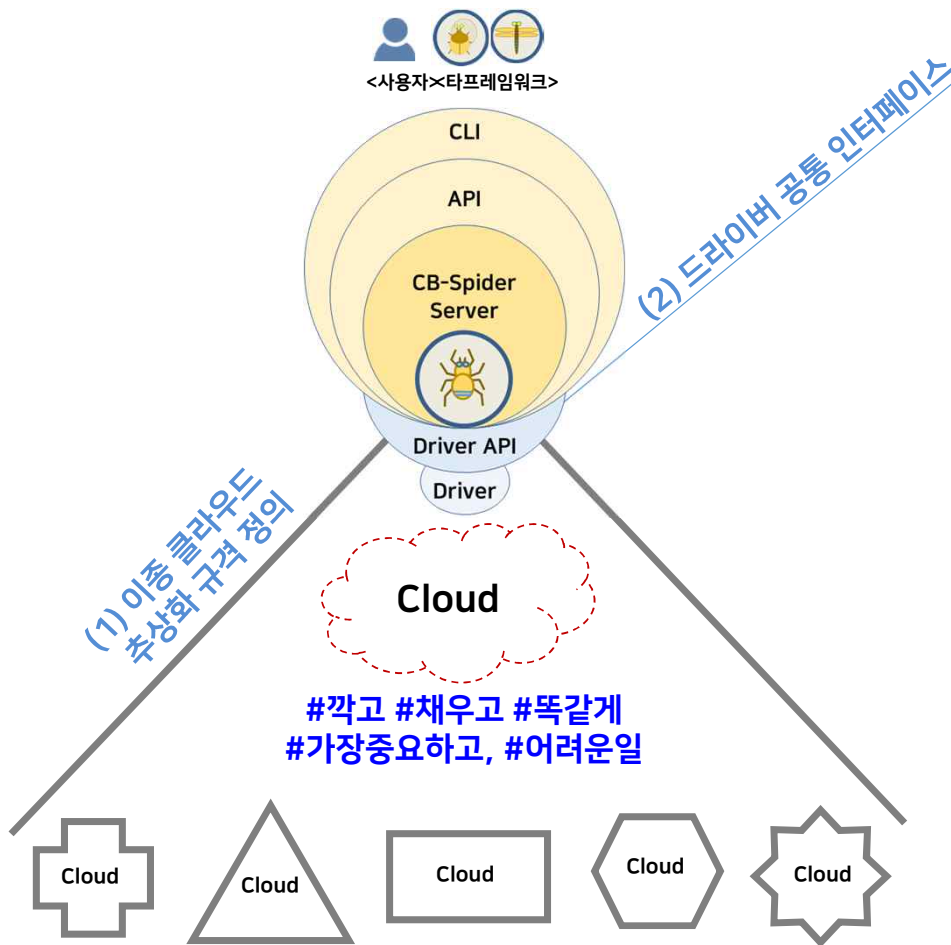 <사용자><타프레임워크>
CLI
API
CB-Spider
Server
Driver API
Driver
(1) 이종 클라우드
추상화 규격 정의
(2) 드라이버 공통 인터페이스
Cloud
#깍고 #채우고 #똑같게
#가장중요하고, #어려운일
Cloud
Cloud
Cloud
Cloud
Cloud